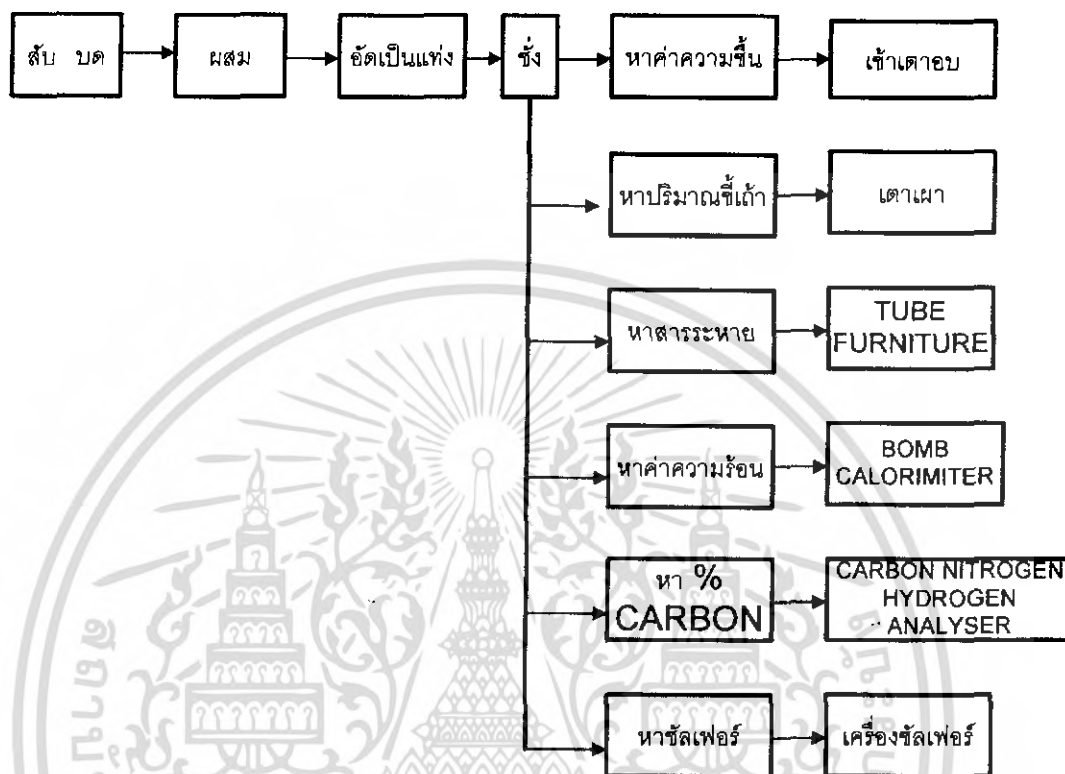 สับ บด
ผสม
อัดเป็นแท่ง
ชั่ง
หาค่าความชื้น
เข้าเตาอบ
หาปริมาณขี้เถ้า
เตาเผา
หาสารระหาย
TUBE
FURNITURE
หาค่าความร้อน
BOMB
CALORIMITER
หา %
CARBON
CARBON NITROGEN
HYDROGEN
ANALYSER
หาซัลเฟอร์
เครื่องซัลเฟอร์